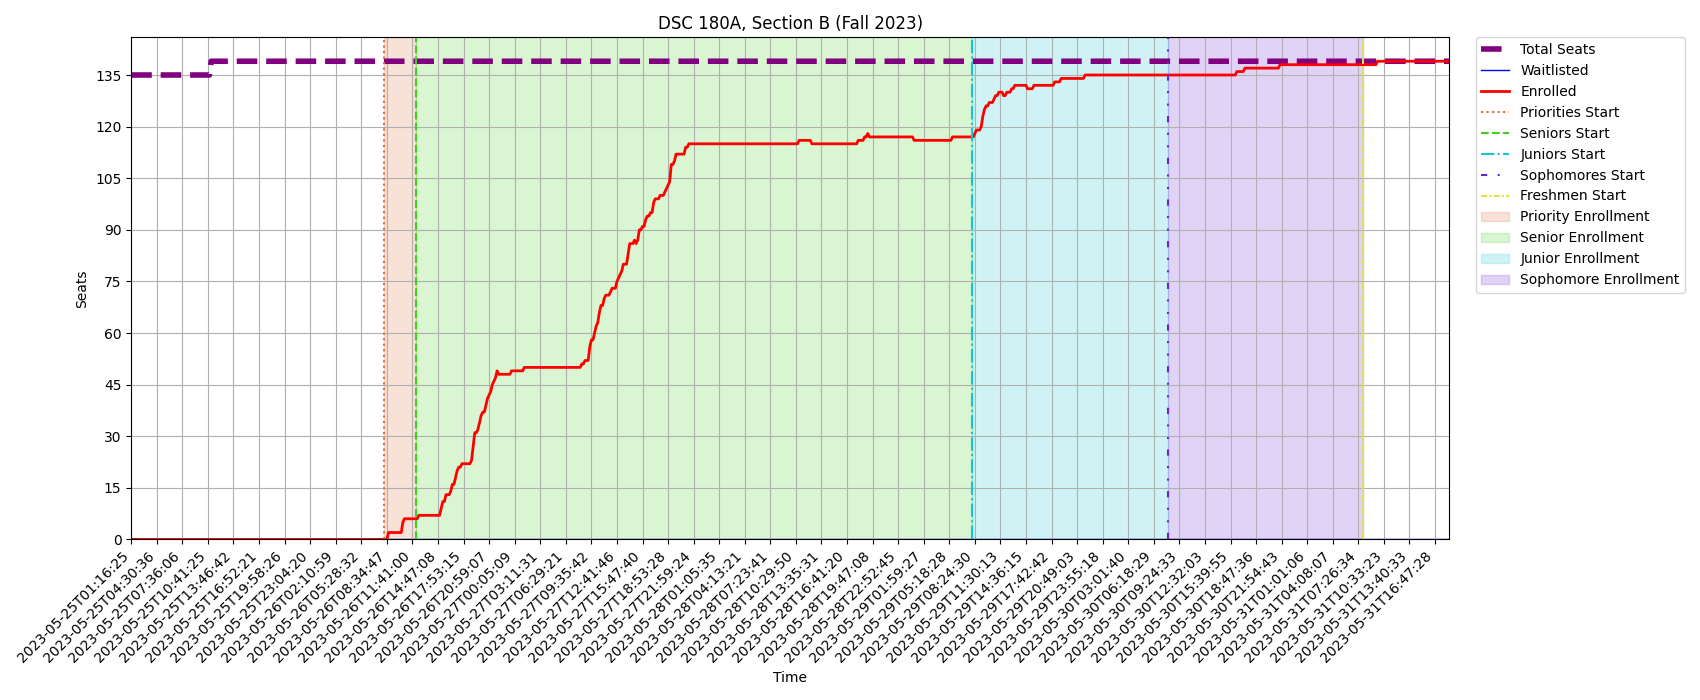 DSC 180A, Section B (Fall 2023)
Seats
135
120
105
90
75
60
45
30
15
0
2023-05-25T01:16:25
2023-05-25T04:30:36
2023-05-25T07:36:06
2023-05-25T10:41:25
2023-05-25T13:46:42
2023-05-25T16:52:21
2023-05-25T19:58:26
2023-05-25T23:04:20
2023-05-26T02:10:59
2023-05-26T05:28:32
2023-05-26T08:34:47
2023-05-26T11:41:00
2023-05-26T14:47:08
2023-05-26T17:53:15
2023-05-26T20:59:07
2023-05-27T00:05:09
2023-05-27T03:11:31
2023-05-27T06:29:21
2023-05-27T09:35:42
2023-05-27T12:41:46
2023-05-27T15:47:40
2023-05-27T18:53:28
2023-05-27T21:59:24
2023-05-28T01:05:35
2023-05-28T04:13:21
2023-05-28T07:23:41
2023-05-28T10:29:50
2023-05-28T13:35:31
2023-05-28T16:41:20
2023-05-28T19:47:08
2023-05-28T22:52:45
2023-05-29T01:59:27
2023-05-29T05:18:28
2023-05-29T08:24:30
2023-05-29T11:30:13
2023-05-29T14:36:15
2023-05-29T17:42:42
2023-05-29T20:49:03
2023-05-29T23:55:18
2023-05-30T03:01:40
2023-05-30T06:18:29
2023-05-30T09:24:33
2023-05-30T12:32:03
2023-05-30T15:39:55
2023-05-30T18:47:36
2023-05-30T21:54:43
2023-05-31T01:01:06
2023-05-31T04:08:07
2023-05-31T07:26:34
2023-05-31T10:33:23
2023-05-31T13:40:33
2023-05-31T16:47:28
Time
Total Seats
Waitlisted
Enrolled
Priorities Start
Seniors Start
Juniors Start
Sophomores Start
Freshmen Start
Priority Enrollment
Senior Enrollment
Junior Enrollment
Sophomore Enrollment